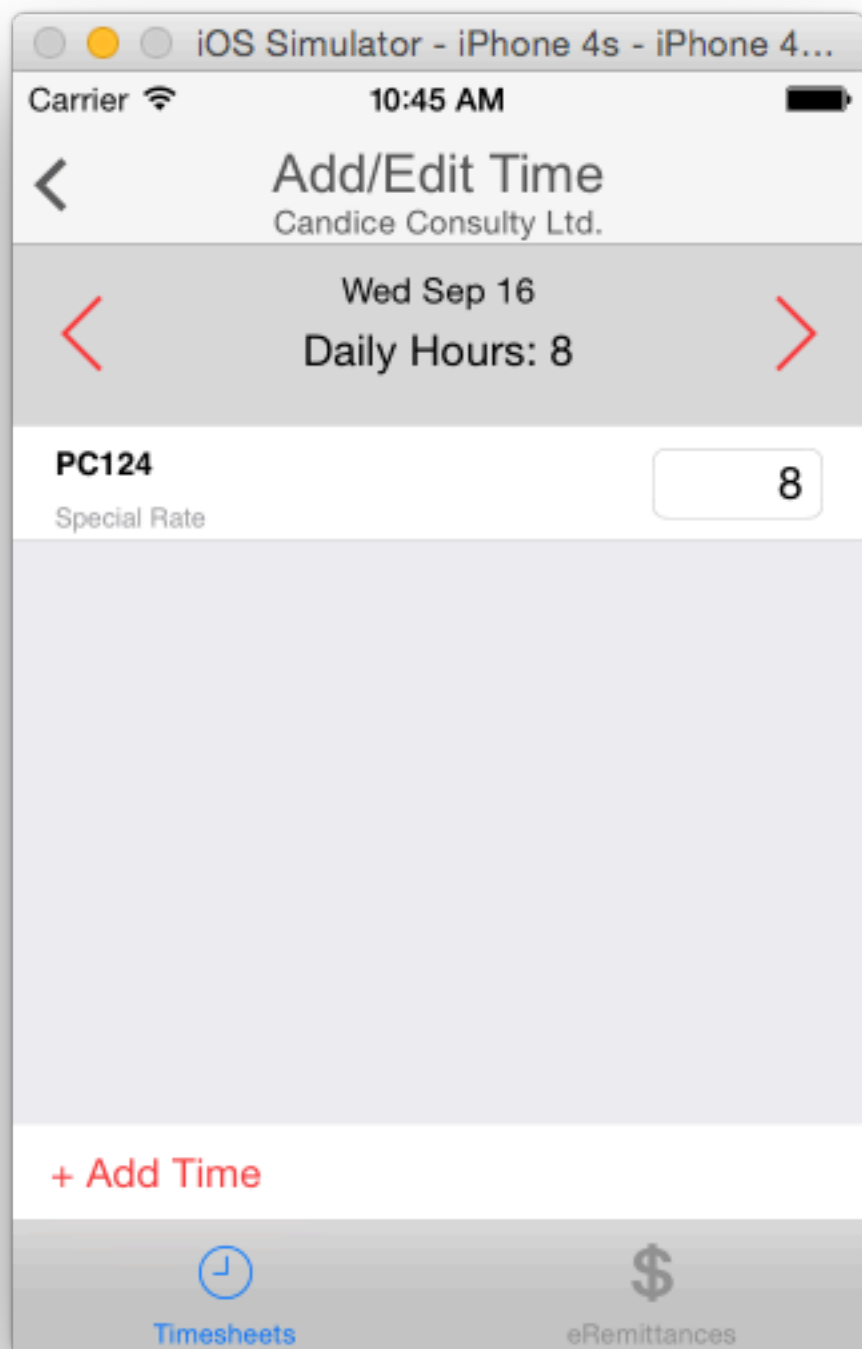 iOS Simulator - iPhone 4s - iPhone 4...
Carrier 10:45 AM
Add/Edit Time
Candice Consulty Ltd.
Wed Sep 16
Daily Hours: 8
PC124
8
Special Rate
+ Add Time
$
Timesheets eRemittances